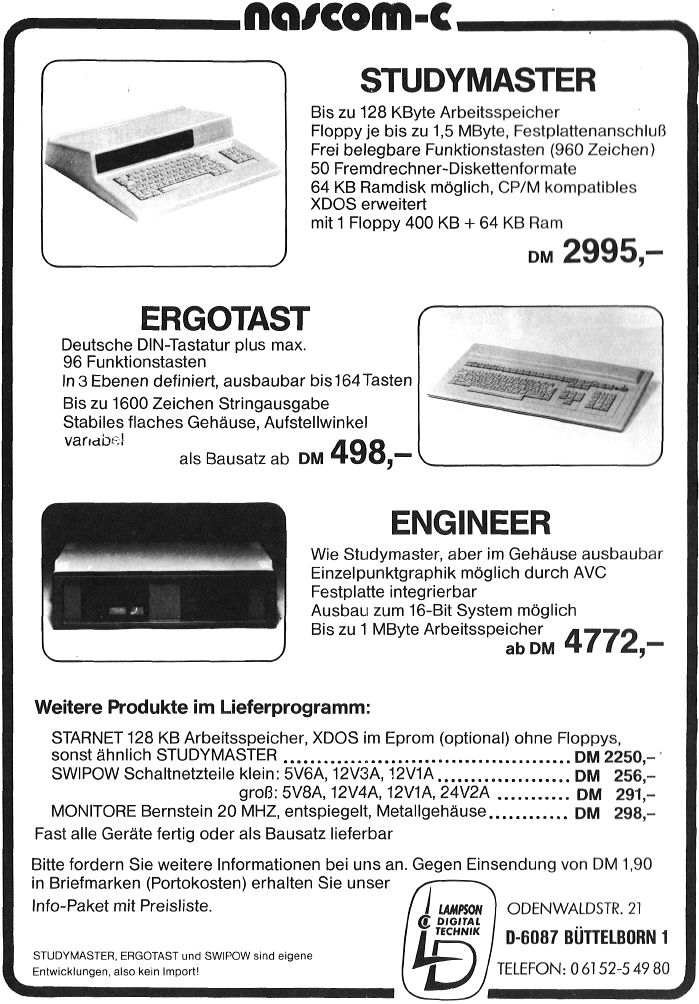 nascom-c
STUDYMASTER
Bis zu 128 KByte Arbeitsspeicher
Floppy je bis zu 1,5 MByte, Festplattenanschluß
Frei belegbare Funktionstasten (960 Zeichen)
50 Fremdrechner-Diskettenformate
64 KB Ramdisk möglich, CP/M kompatibles
XDOS erweitert
mit 1 Floppy 400 KB + 64 KB Ram
DM 2995,–
ERGOTAST
Deutsche DIN-Tastatur plus max.
96 Funktionstasten
In 3 Ebenen definiert, ausbaubar bis 164 Tasten
Bis zu 1600 Zeichen Stringausgabe
Stabiles flaches Gehäuse, Aufstellwinkel
variabel
als Bausatz ab DM 498,–
ENGINEER
Wie Studymaster, aber im Gehäuse ausbaubar
Einzelpunktgraphik möglich durch AVC
Festplatte integrierbar
Ausbau zum 16-Bit System möglich
Bis zu 1 MByte Arbeitsspeicher
ab DM 4772,–
Weitere Produkte im Lieferprogramm:
STARNET 128 KB Arbeitsspeicher, XDOS im Eprom (optional) ohne Floppys,
sonst ähnlich STUDYMASTER ........................................ DM 2250,–
SWIPOW Schaltnetzteile klein: 5V6A, 12V3A, 12V1A .................. DM 256,–
groß: 5V8A, 12V4A, 12V1A, 24V2A .......... DM 291,–
MONITORE Bernstein 20 MHZ, entspiegelt, Metallgehäuse ............ DM 298,–
Fast alle Geräte fertig oder als Bausatz lieferbar
Bitte fordern Sie weitere Informationen bei uns an. Gegen Einsendung von DM 1,90
in Briefmarken (Portokosten) erhalten Sie unser
Info-Paket mit Preisliste.
STUDYMASTER, ERGOTAST und SWIPOW sind eigene
Entwicklungen, also kein Import!
LAMPSON
DIGITAL
TECHNIK
LD
ODENWALDSTR. 21
D-6087 BÜTTELBORN 1
TELEFON: 0 61 52-5 49 80